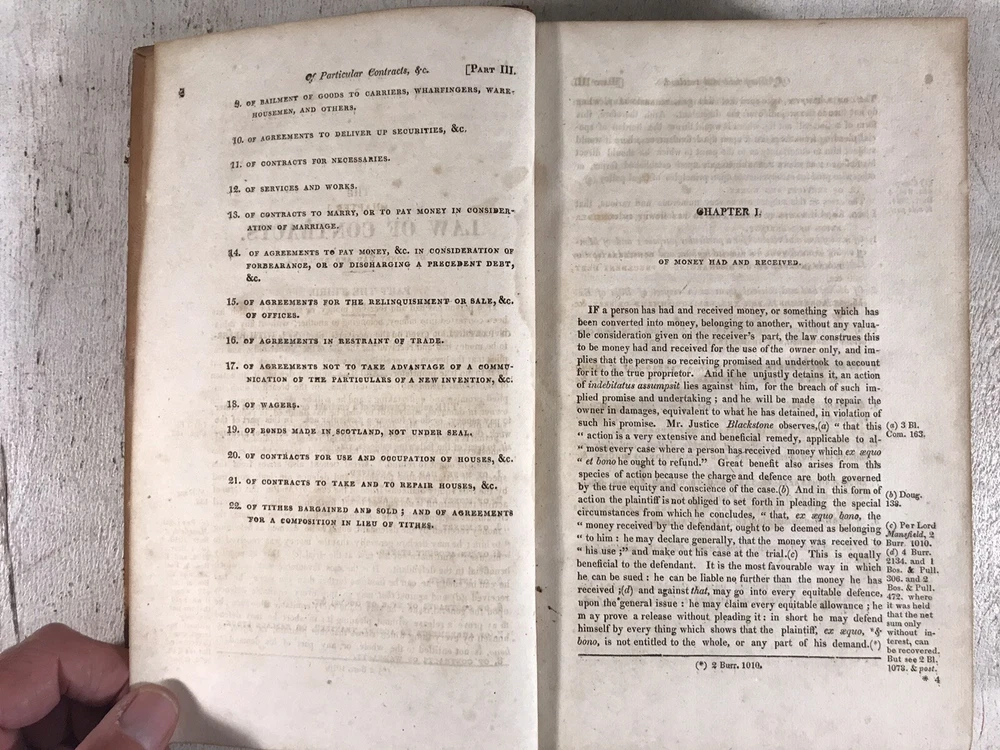 Of Particular Contracts, &c. [PART III.
9. OF BAILMENT OF GOODS TO CARRIERS, WHARFINGERS, WARE-
HOUSEMEN, AND OTHERS.
10. OF AGREEMENTS TO DELIVER UP SECURITIES, &c.
11. OF CONTRACTS FOR NECESSARIES.
12. OF SERVICES AND WORKS.
13. OF CONTRACTS TO MARRY, OR TO PAY MONEY IN CONSIDER-
ATION OF MARRIAGE.
14. OF AGREEMENTS TO PAY MONEY, &c. IN CONSIDERATION OF
FORBEARANCE, OR OF DISCHARGING A PRECEDENT DEBT,
&c.
15. OF AGREEMENTS FOR THE RELINQUISHMENT OR SALE, &c.
OF OFFICES.
16. OF AGREEMENTS IN RESTRAINT OF TRADE.
17. OF AGREEMENTS NOT TO TAKE ADVANTAGE OF A COMMU-
NICATION OF THE PARTICULARS OF A NEW INVENTION, &c.
18. OF WAGERS.
19. OF BONDS MADE IN SCOTLAND, NOT UNDER SEAL.
20. OF CONTRACTS FOR USE AND OCCUPATION OF HOUSES, &c.
21. OF CONTRACTS TO TAKE AND TO REPAIR HOUSES, &c.
22. OF TITHES BARGAINED AND SOLD; AND OF AGREEMENTS
FOR A COMPOSITION IN LIEU OF TITHES.
CHAPTER I.
OF MONEY HAD AND RECEIVED.
IF a person has had and received money, or something which has
been converted into money, belonging to another, without any valua-
ble consideration given on the receiver's part, the law construes this
to be money had and received for the use of the owner only, and im-
plies that the person so receiving promised and undertook to account
for it to the true proprietor. And if he unjustly detains it, an action
of indebitatus assumpsit lies against him, for the breach of such im-
plied promise and undertaking; and he will be made to repair the
owner in damages, equivalent to what he has detained, in violation of
such his promise. Mr. Justice Blackstone observes,(a) “ that this
“ action is a very extensive and beneficial remedy, applicable to al-
“ most every case where a person has received money which ex æquo
“ et bono he ought to refund.” Great benefit also arises from this
species of action because the charge and defence are both governed
by the true equity and conscience of the case.(b) And in this form of
action the plaintiff is not obliged to set forth in pleading the special
circumstances from which he concludes, “ that, ex æquo bono, the
“ money received by the defendant, ought to be deemed as belonging
“ to him : he may declare generally, that the money was received to
“ his use ;” and make out his case at the trial.(c) This is equally
beneficial to the defendant. It is the most favourable way in which
he can be sued : he can be liable no further than the money he has
received ;(d) and against that, may go into every equitable defence,
upon the general issue : he may claim every equitable allowance ; he
may prove a release without pleading it : in short he may defend
himself by every thing which shows that the plaintiff, ex æquo, *&
bono, is not entitled to the whole, or any part of his demand.(*)
(*) 2 Burr. 1010.
(a) 3 Bl.
Com. 163.
(b) Doug.
138.
(c) Per Lord
Mansfield, 2
Burr. 1010.
(d) 4 Burr.
2134. and 1
Bos. & Pull.
306. and 2
Bos. & Pull.
472. where
it was held
that the net
sum only
without in-
terest, can
be recovered.
But see 2 Bl.
1078. & post.
* 4